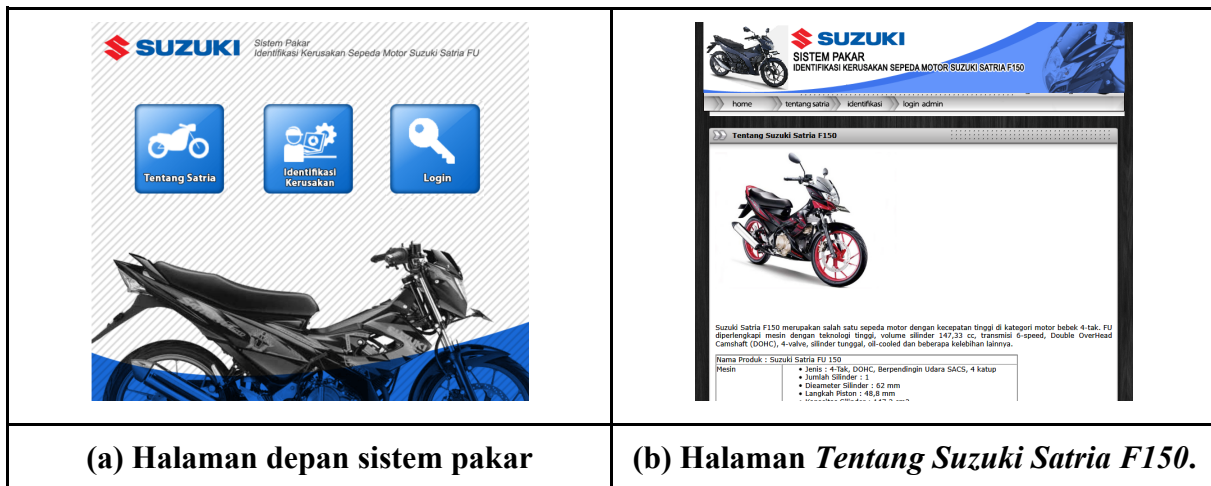 SUZUKI
Sistem Pakar
Identifikasi Kerusakan Sepeda Motor Suzuki Satria FU
Tentang Satria
Identifikasi
Kerusakan
Login
(a) Halaman depan sistem pakar
SUZUKI
SISTEM PAKAR
IDENTIFIKASI KERUSAKAN SEPEDA MOTOR SUZUKI SATRIA F150
home tentang satria identifikasi login admin
Tentang Suzuki Satria F150
Suzuki Satria F150 merupakan salah satu sepeda motor dengan kecepatan tinggi di kategori motor bebek 4-tak. FU
diperlengkapi mesin dengan teknologi tinggi, volume silinder 147,33 cc, transmisi 6-speed, Double OverHead
Camshaft (DOHC), 4-valve, silinder tunggal, oil-cooled dan beberapa kelebihan lainnya.
Nama Produk : Suzuki Satria FU 150
Mesin • Jenis : 4-Tak, DOHC, Berpendingin Udara SACS, 4 katup
• Jumlah Silinder : 1
• Dieameter Silinder : 62 mm
• Langkah Piston : 48,8 mm
(b) Halaman Tentang Suzuki Satria F150.